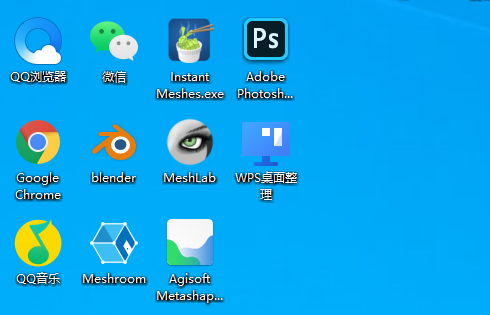 QQ浏览器
微信
Instant
Meshes.exe
Ps
Adobe
Photosh...
Google
Chrome
blender
MeshLab
WPS桌面整
理
QQ音乐
Meshroom
Agisoft
Metashap...